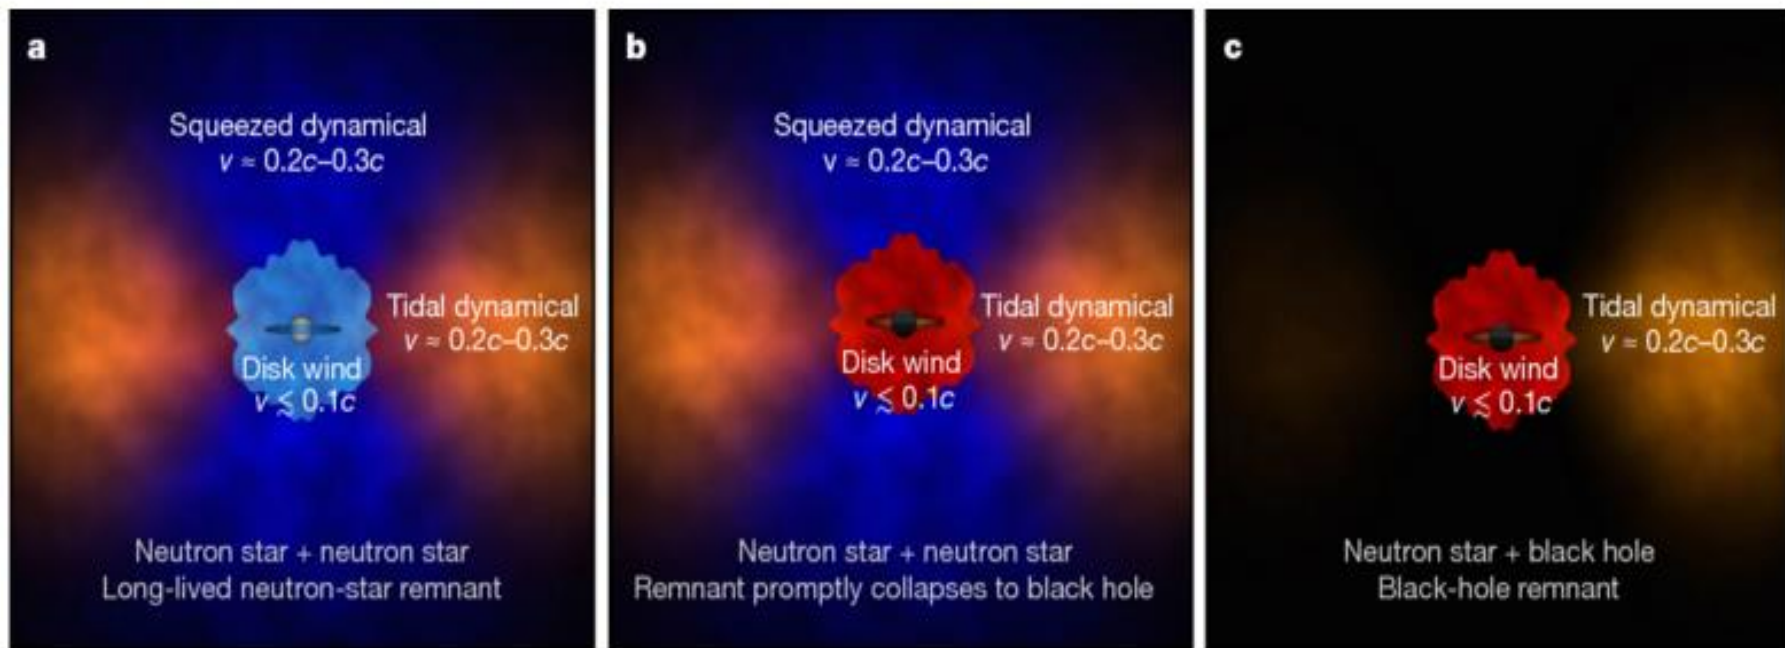 a
Squeezed dynamical
v ≈ 0.2c–0.3c
Tidal dynamical
v ≈ 0.2c–0.3c
Disk wind
v ≲ 0.1c
Neutron star + neutron star
Long-lived neutron-star remnant
b
Squeezed dynamical
v ≈ 0.2c–0.3c
Tidal dynamical
v ≈ 0.2c–0.3c
Disk wind
v ≲ 0.1c
Neutron star + neutron star
Remnant promptly collapses to black hole
c
Tidal dynamical
v ≈ 0.2c–0.3c
Disk wind
v ≲ 0.1c
Neutron star + black hole
Black-hole remnant